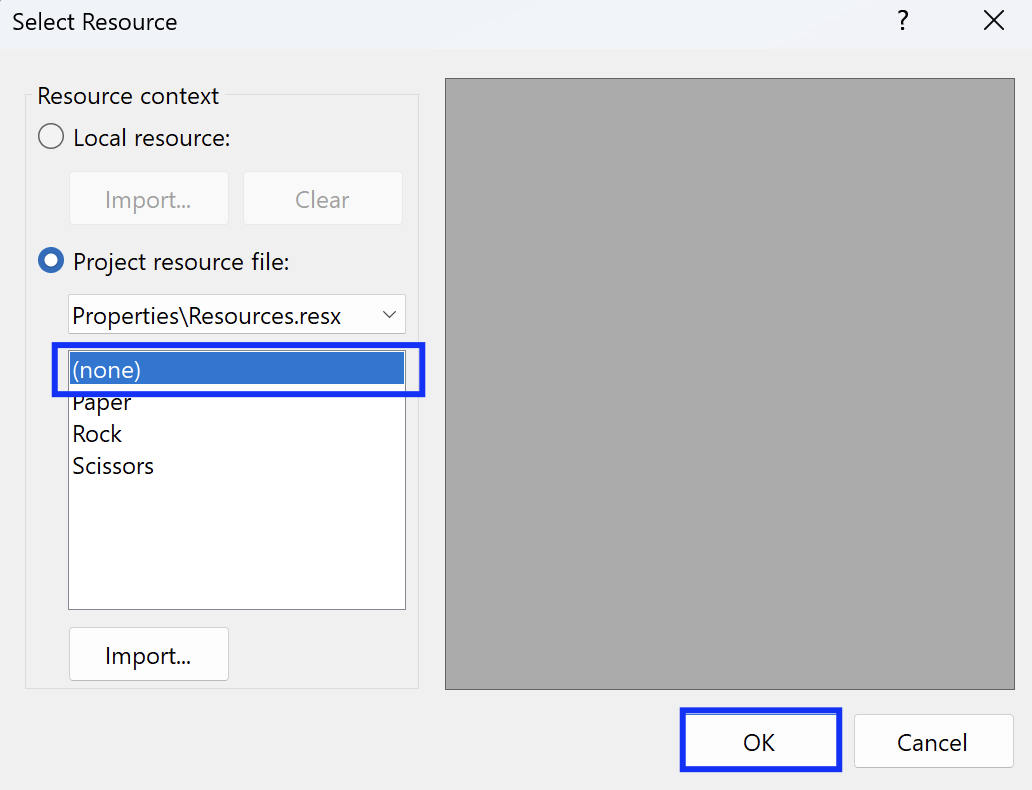 Select Resource ?
Resource context
Local resource:
Import... Clear
Project resource file:
Properties\Resources.resx
(none)
Paper
Rock
Scissors
Import...
OK Cancel